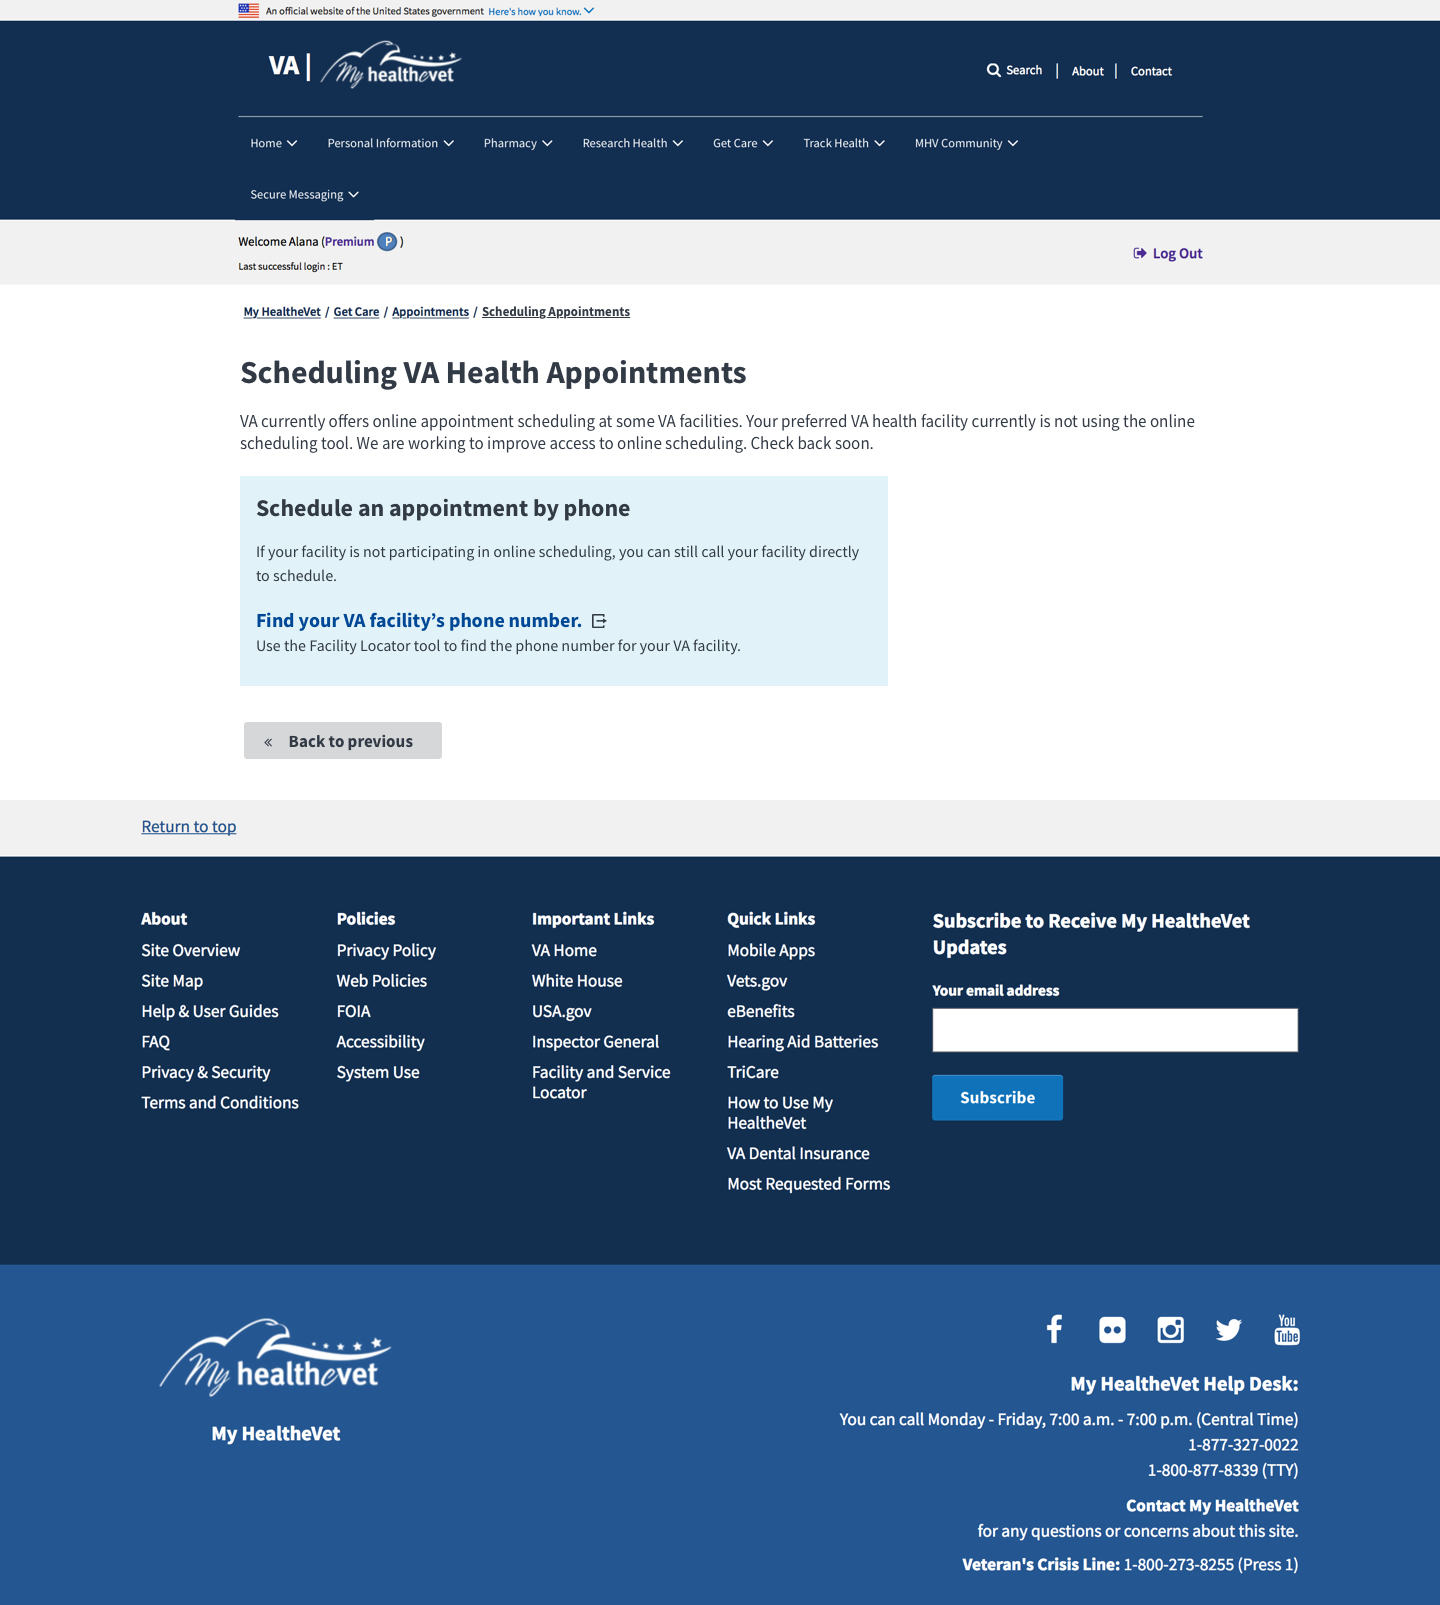 An official website of the United States government Here's how you know.
VA | My healthevet
Search | About | Contact
Home Personal Information Pharmacy Research Health Get Care Track Health MHV Community
Secure Messaging
Welcome Alana (Premium P )
Last successful login : ET
Log Out
My HealtheVet / Get Care / Appointments / Scheduling Appointments
Scheduling VA Health Appointments
VA currently offers online appointment scheduling at some VA facilities. Your preferred VA health facility currently is not using the online
scheduling tool. We are working to improve access to online scheduling. Check back soon.
Schedule an appointment by phone
If your facility is not participating in online scheduling, you can still call your facility directly
to schedule.
Find your VA facility’s phone number.
Use the Facility Locator tool to find the phone number for your VA facility.
« Back to previous
Return to top
About
Site Overview
Site Map
Help & User Guides
FAQ
Privacy & Security
Terms and Conditions
Policies
Privacy Policy
Web Policies
FOIA
Accessibility
System Use
Important Links
VA Home
White House
USA.gov
Inspector General
Facility and Service
Locator
Quick Links
Mobile Apps
Vets.gov
eBenefits
Hearing Aid Batteries
TriCare
How to Use My
HealtheVet
VA Dental Insurance
Most Requested Forms
Subscribe to Receive My HealtheVet
Updates
Your email address
Subscribe
My healthevet
My HealtheVet
You
Tube
My HealtheVet Help Desk:
You can call Monday - Friday, 7:00 a.m. - 7:00 p.m. (Central Time)
1-877-327-0022
1-800-877-8339 (TTY)
Contact My HealtheVet
for any questions or concerns about this site.
Veteran's Crisis Line: 1-800-273-8255 (Press 1)